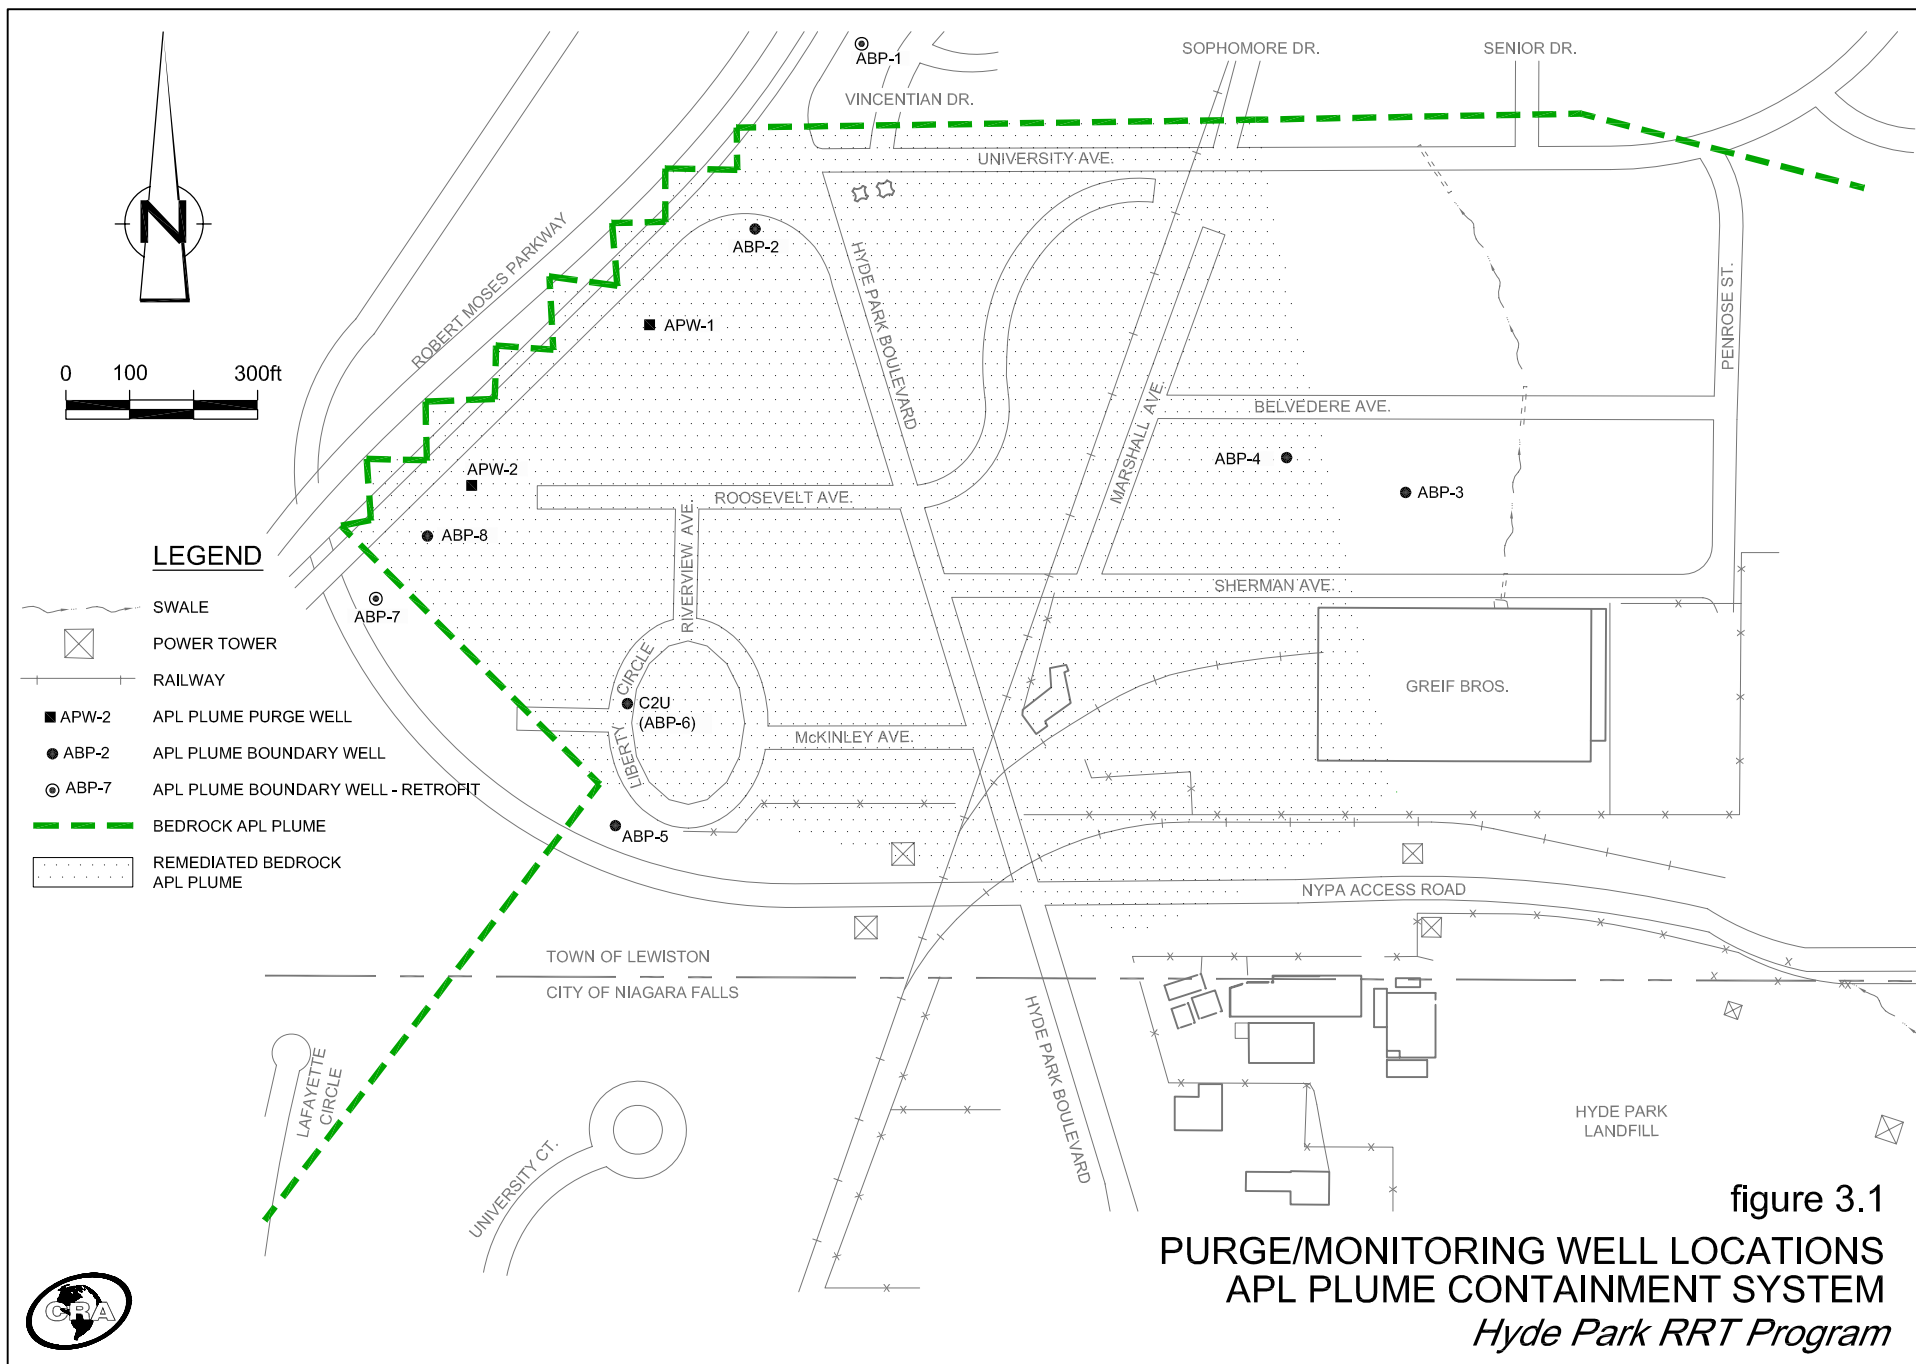 SOPHOMORE DR.
SENIOR DR.
ABP-1
VINCENTIAN DR.
UNIVERSITY AVE.
N
ABP-2
ROBERT MOSES PARKWAY
HYDE PARK BOULEVARD
PENROSE ST.
APW-1
0 100 300ft
BELVEDERE AVE.
MARSHALL AVE.
ABP-4
APW-2
ABP-3
ROOSEVELT AVE.
ABP-8
RIVERVIEW AVE.
SHERMAN AVE.
ABP-7
LEGEND
SWALE
POWER TOWER
RAILWAY
APW-2 APL PLUME PURGE WELL
ABP-2 APL PLUME BOUNDARY WELL
ABP-7 APL PLUME BOUNDARY WELL - RETROFIT
BEDROCK APL PLUME
REMEDIATED BEDROCK
APL PLUME
LIBERTY CIRCLE
C2U
(ABP-6)
GREIF BROS.
McKINLEY AVE.
ABP-5
NYPA ACCESS ROAD
TOWN OF LEWISTON
CITY OF NIAGARA FALLS
HYDE PARK BOULEVARD
LAFAYETTE
CIRCLE
UNIVERSITY CT.
HYDE PARK
LANDFILL
figure 3.1
PURGE/MONITORING WELL LOCATIONS
APL PLUME CONTAINMENT SYSTEM
Hyde Park RRT Program
CRA